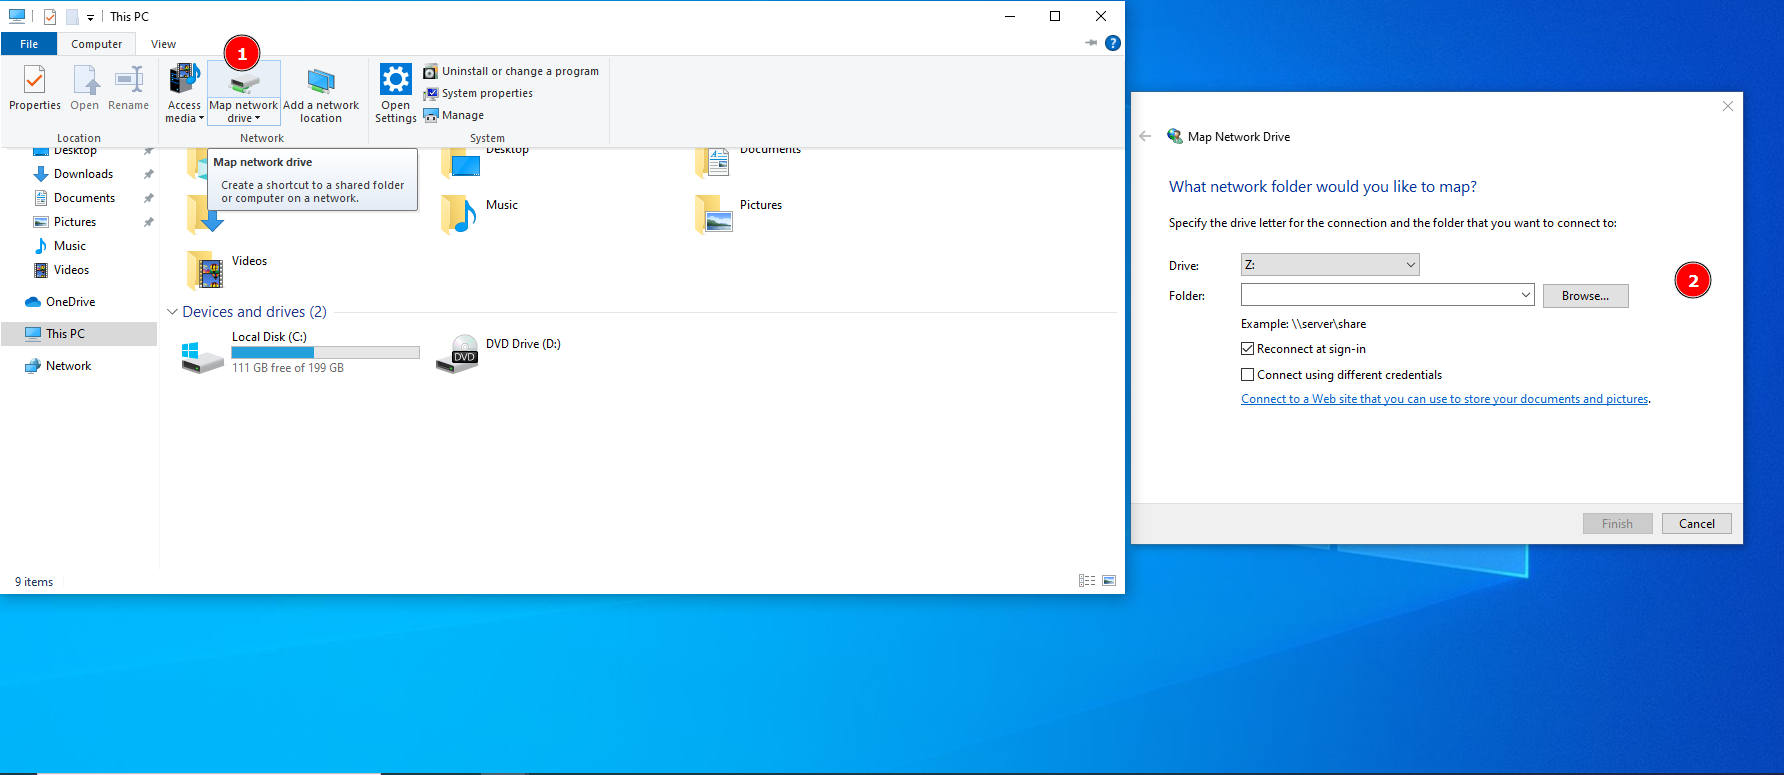 This PC
File
Computer
View
1
Properties
Open
Rename
Access
media
Map network
drive
Add a network
location
Open
Settings
Uninstall or change a program
System properties
Manage
Location
Network
System
Desktop
Downloads
Documents
Pictures
Music
Videos
OneDrive
This PC
Network
Map network drive
Create a shortcut to a shared folder
or computer on a network.
Desktop
Documents
Music
Pictures
Videos
Devices and drives (2)
Local Disk (C:)
111 GB free of 199 GB
DVD
DVD Drive (D:)
9 items
Map Network Drive
What network folder would you like to map?
Specify the drive letter for the connection and the folder that you want to connect to:
Drive:
Z:
2
Folder:
Browse...
Example: \\server\share
Reconnect at sign-in
Connect using different credentials
Connect to a Web site that you can use to store your documents and pictures.
Finish
Cancel